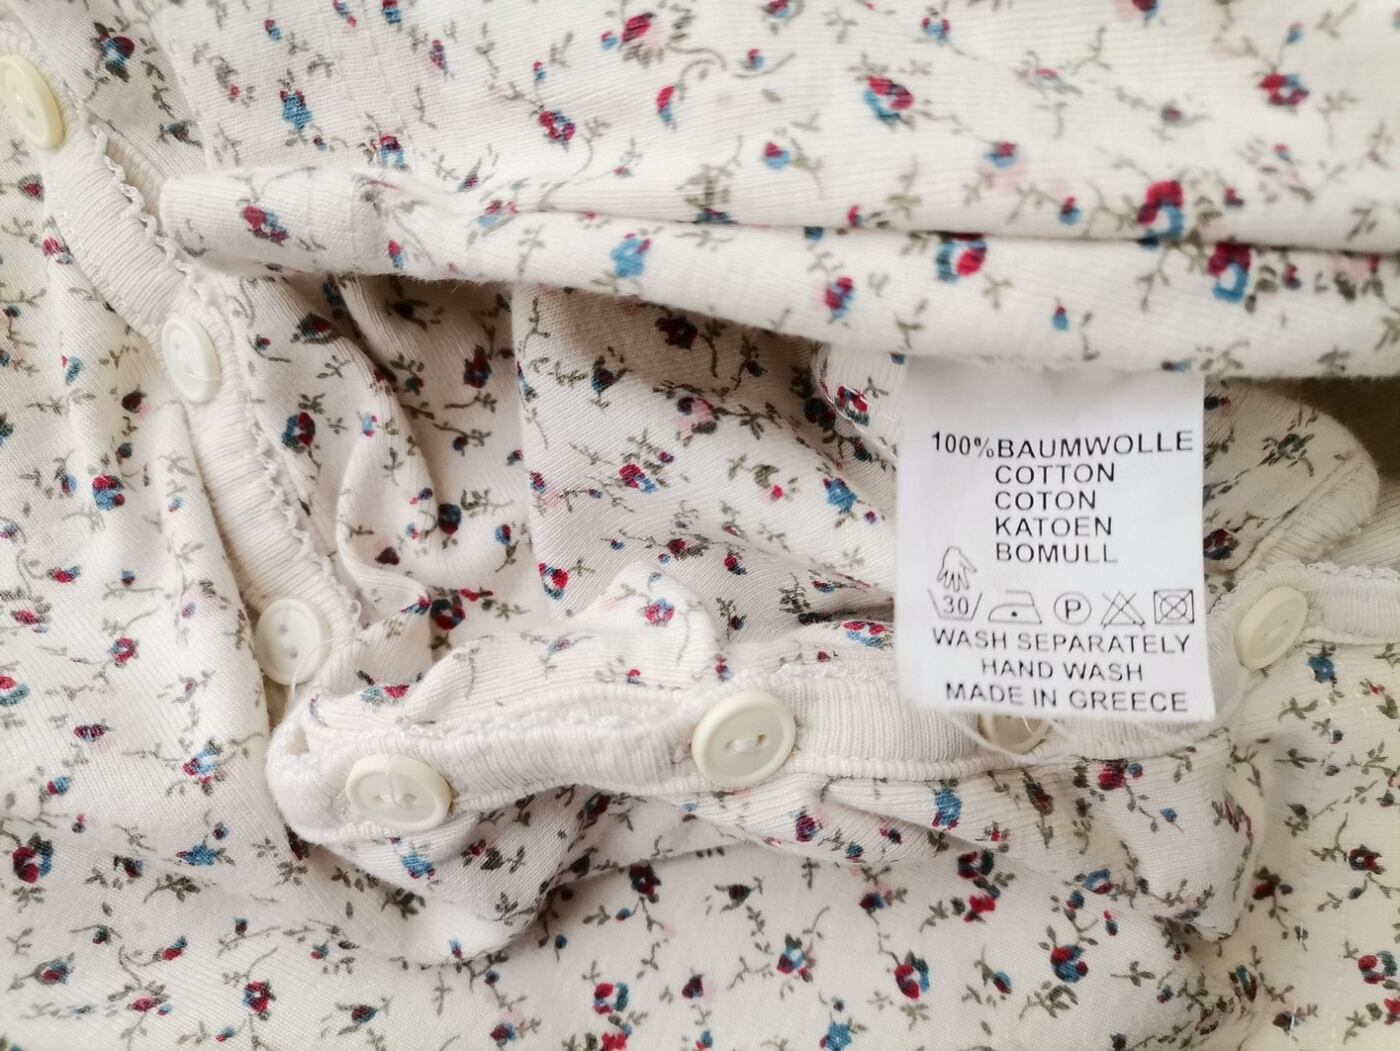 100%BAUMWOLLE
COTTON
COTON
KATOEN
BOMULL
30 P
WASH SEPARATELY
HAND WASH
MADE IN GREECE